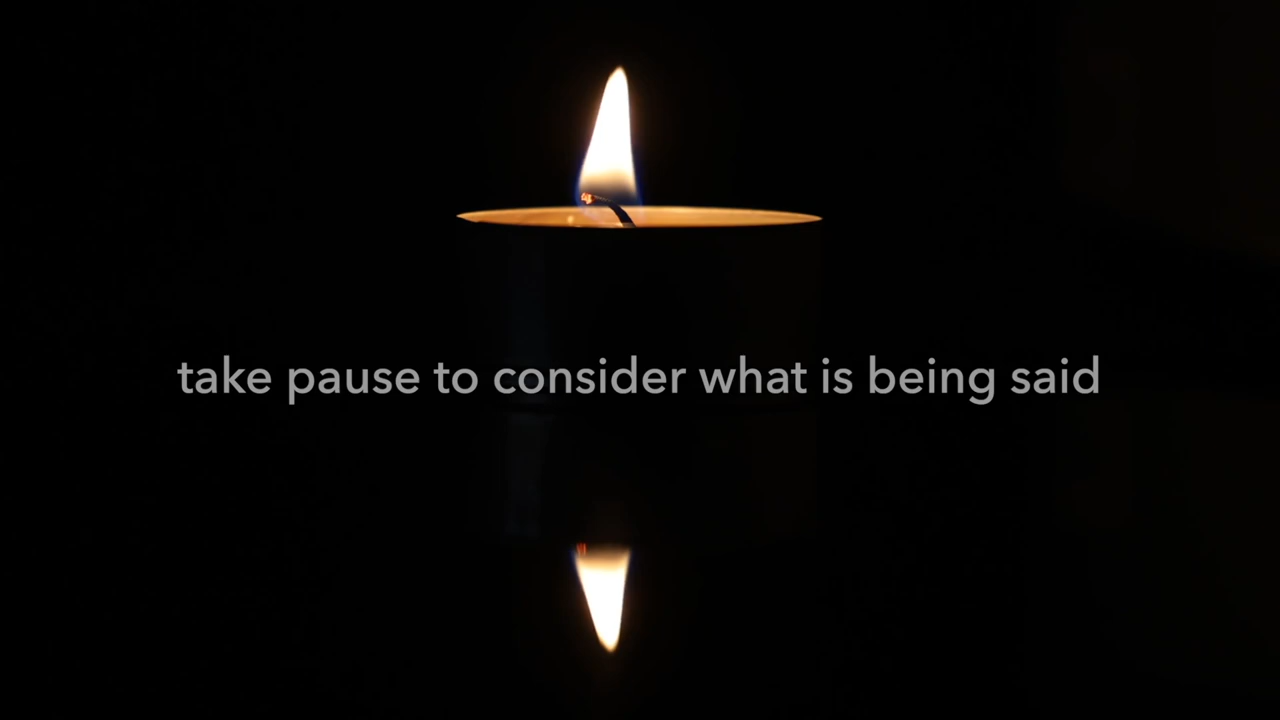 take pause to consider what is being said